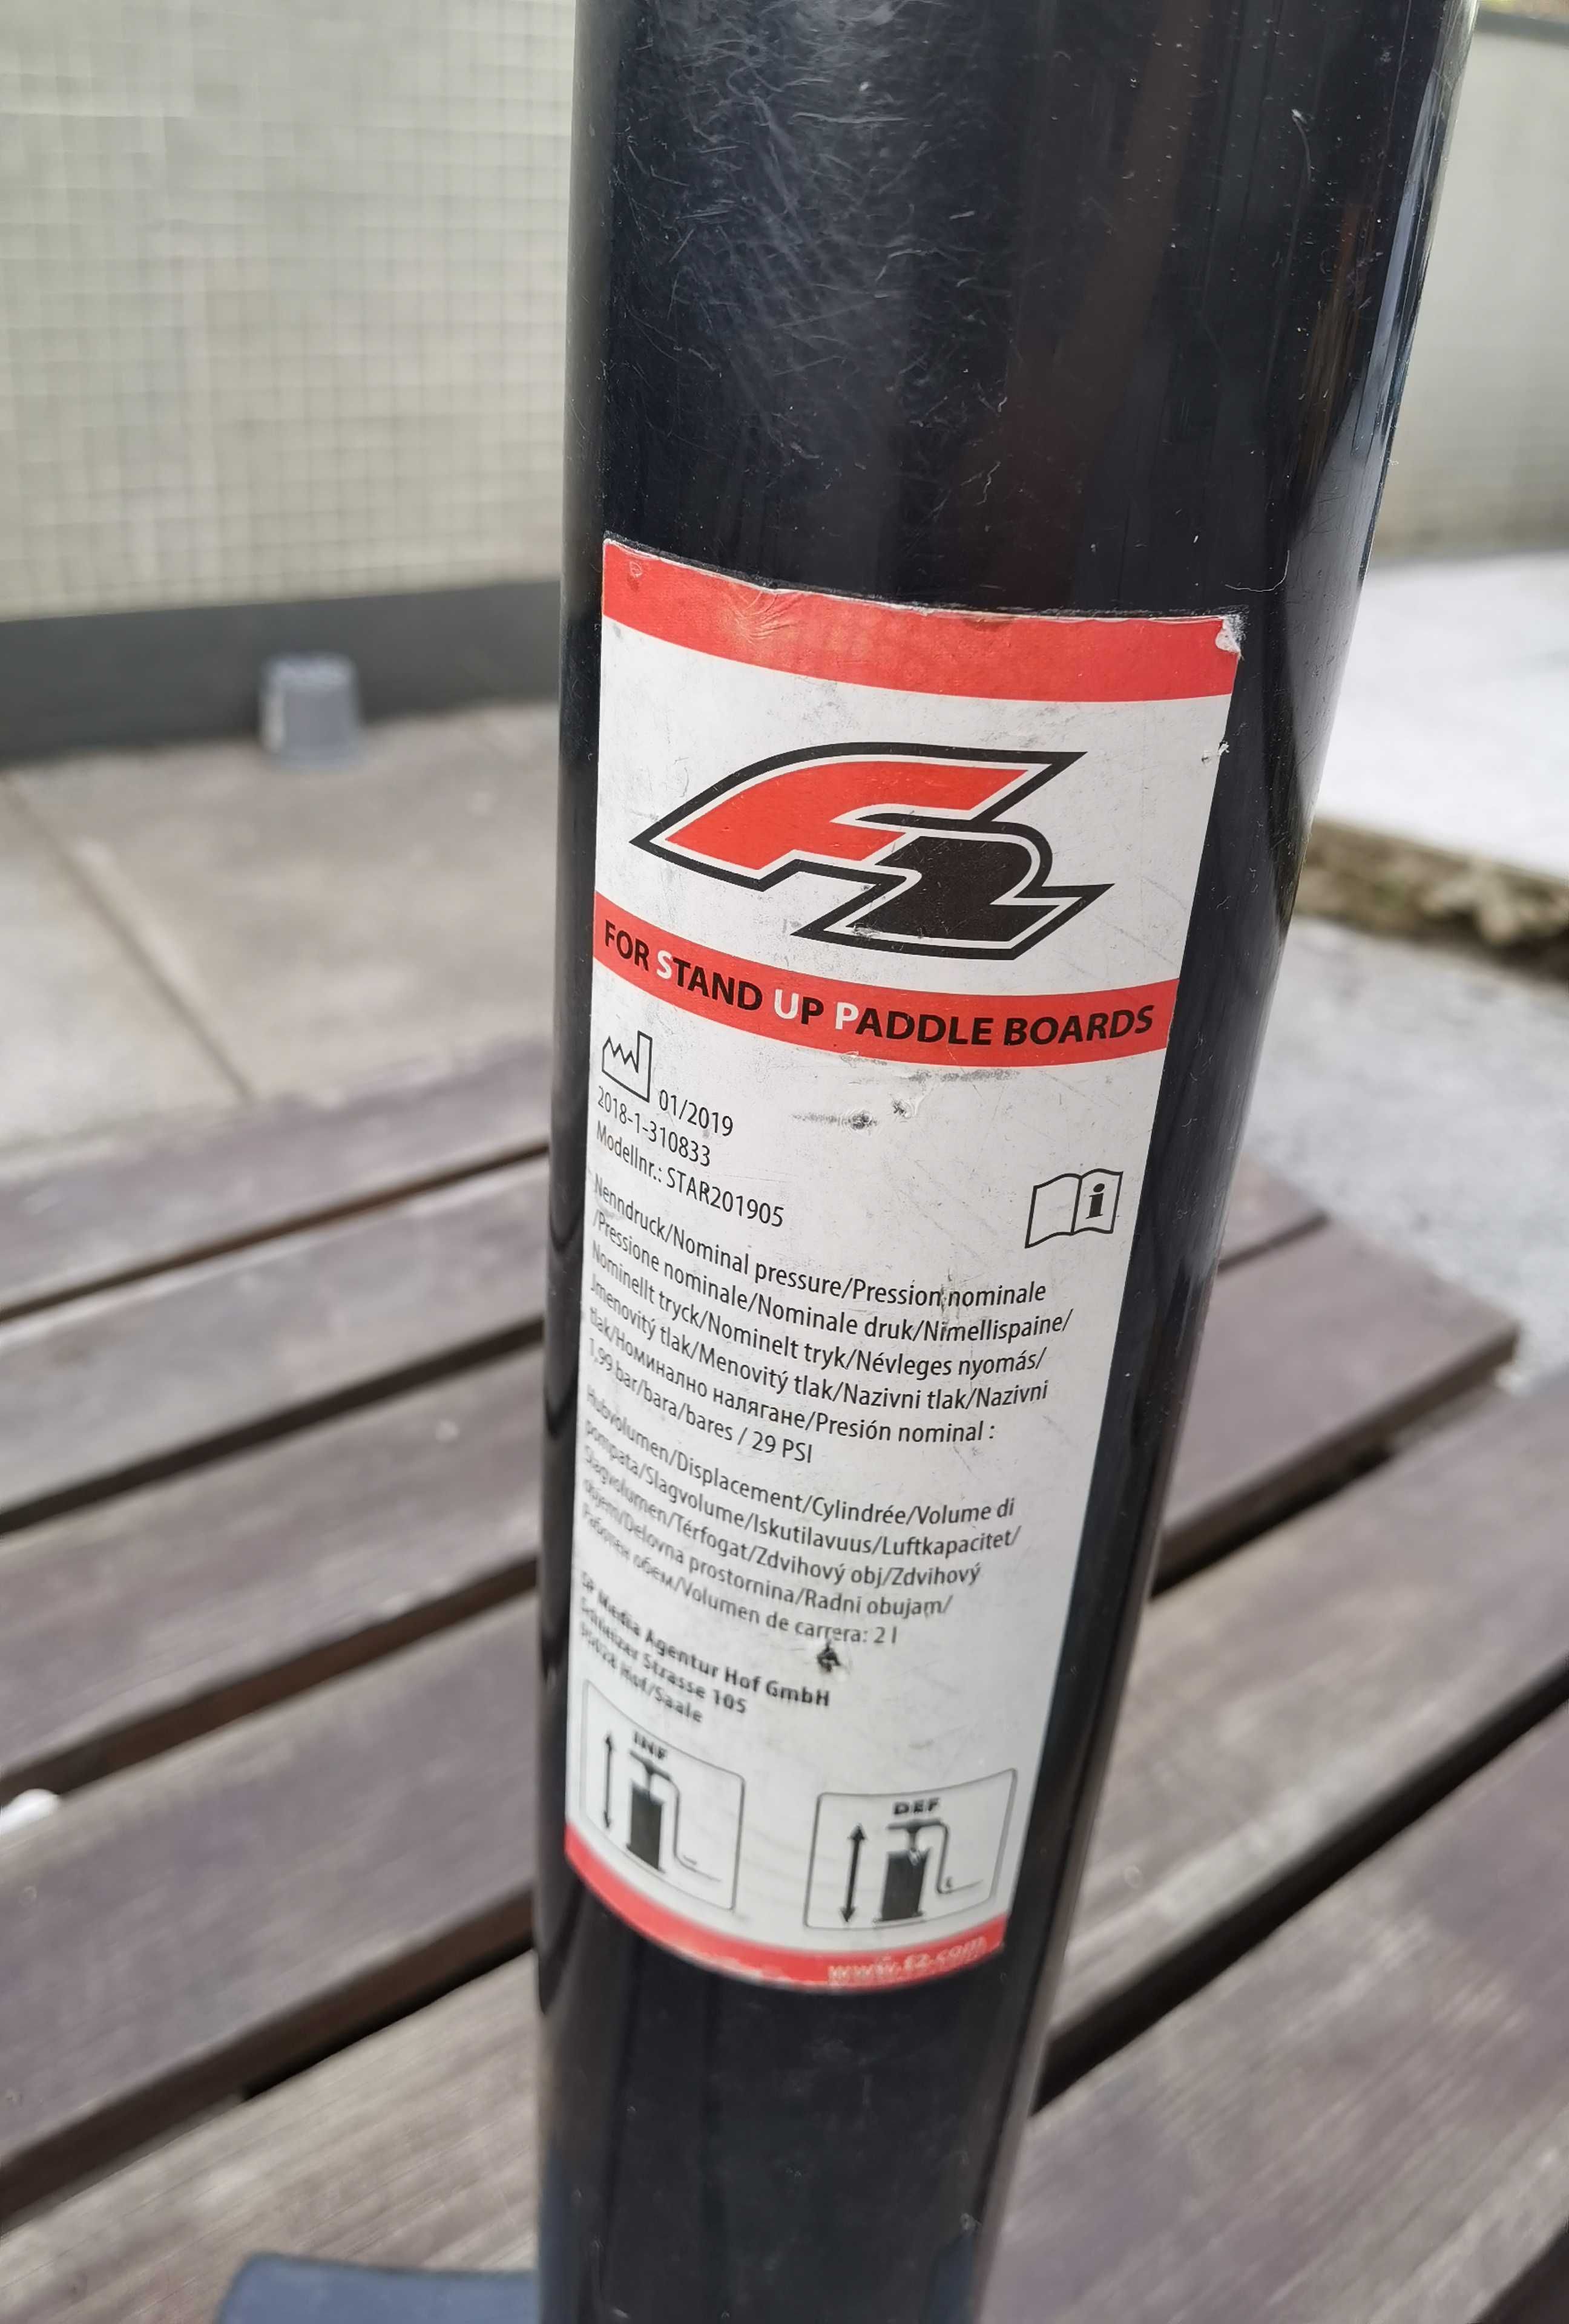 F2
FOR STAND UP PADDLE BOARDS
01/2019
2018-1-310833
Modellnr.: STAR201905
Nenndruck/Nominal pressure/Pression nominale
/Pressione nominale/Nominale druk/Nimellispaine/
Nominellt tryck/Nominelt tryk/Névleges nyomás/
Jmenovitý tlak/Menovitý tlak/Nazivni tlak/Nazivni
tlak/Номинално налягане/Presión nominal :
1,99 bar/bara/bares / 29 PSI
Hubvolumen/Displacement/Cylindrée/Volume di
pompata/Slagvolume/Iskutilavuus/Luftkapacitet/
Slagvolumen/Térfogat/Zdvihový obj/Zdvihový
objem/Delovna prostornina/Radni obujam/
Работен обем/Volumen de carrera: 2 l
Media Agentur Hof GmbH
Schleizer Strasse 105
Hof/Saale
INF
DEF
www.f2.com